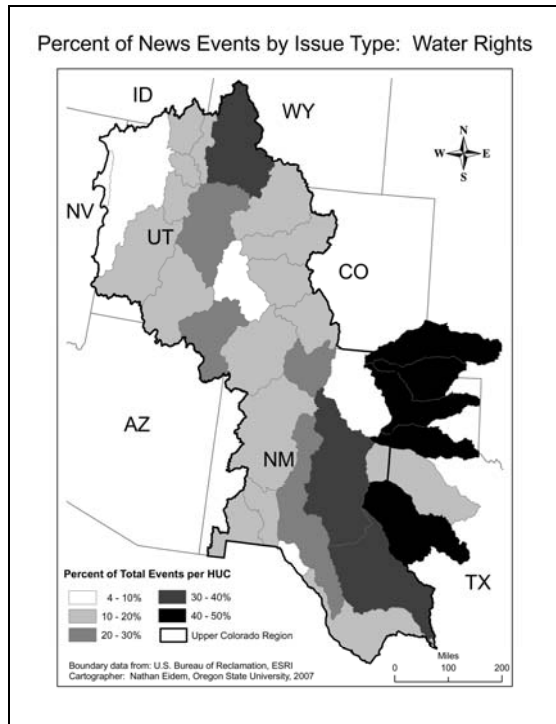 Percent of News Events by Issue Type: Water Rights
ID
WY
N
W E
S
NV
UT
CO
AZ
NM
TX
Percent of Total Events per HUC
4 - 10%
30 - 40%
10 - 20%
40 - 50%
20 - 30%
Upper Colorado Region
Miles
0 100 200
Boundary data from: U.S. Bureau of Reclamation, ESRI
Cartographer: Nathan Eidem, Oregon State University, 2007